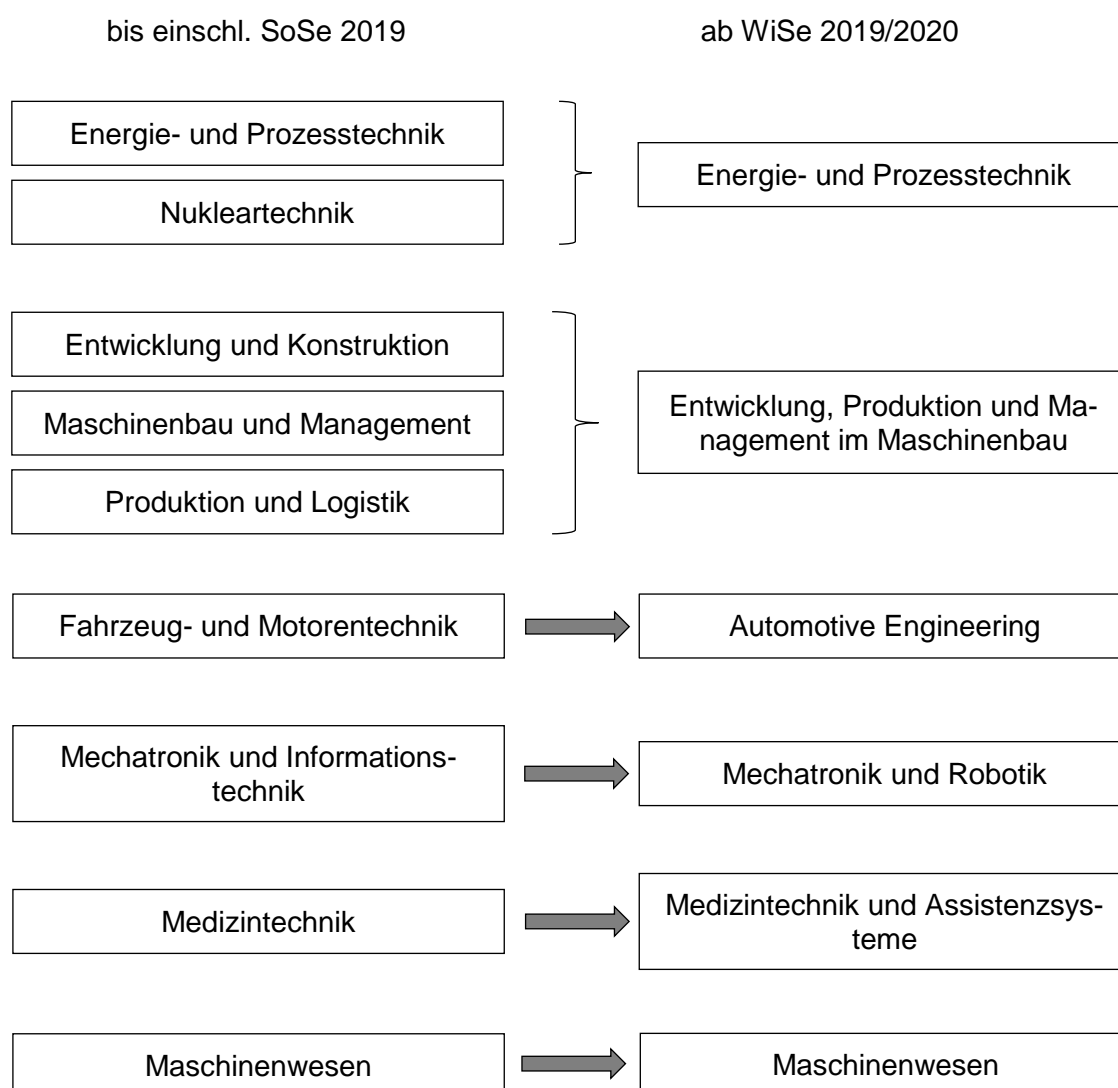 bis einschl. SoSe 2019
ab WiSe 2019/2020
Energie- und Prozesstechnik
Nukleartechnik
Energie- und Prozesstechnik
Entwicklung und Konstruktion
Maschinenbau und Management
Produktion und Logistik
Entwicklung, Produktion und Ma-
nagement im Maschinenbau
Fahrzeug- und Motorentechnik
Automotive Engineering
Mechatronik und Informations-
technik
Mechatronik und Robotik
Medizintechnik
Medizintechnik und Assistenzsys-
teme
Maschinenwesen
Maschinenwesen